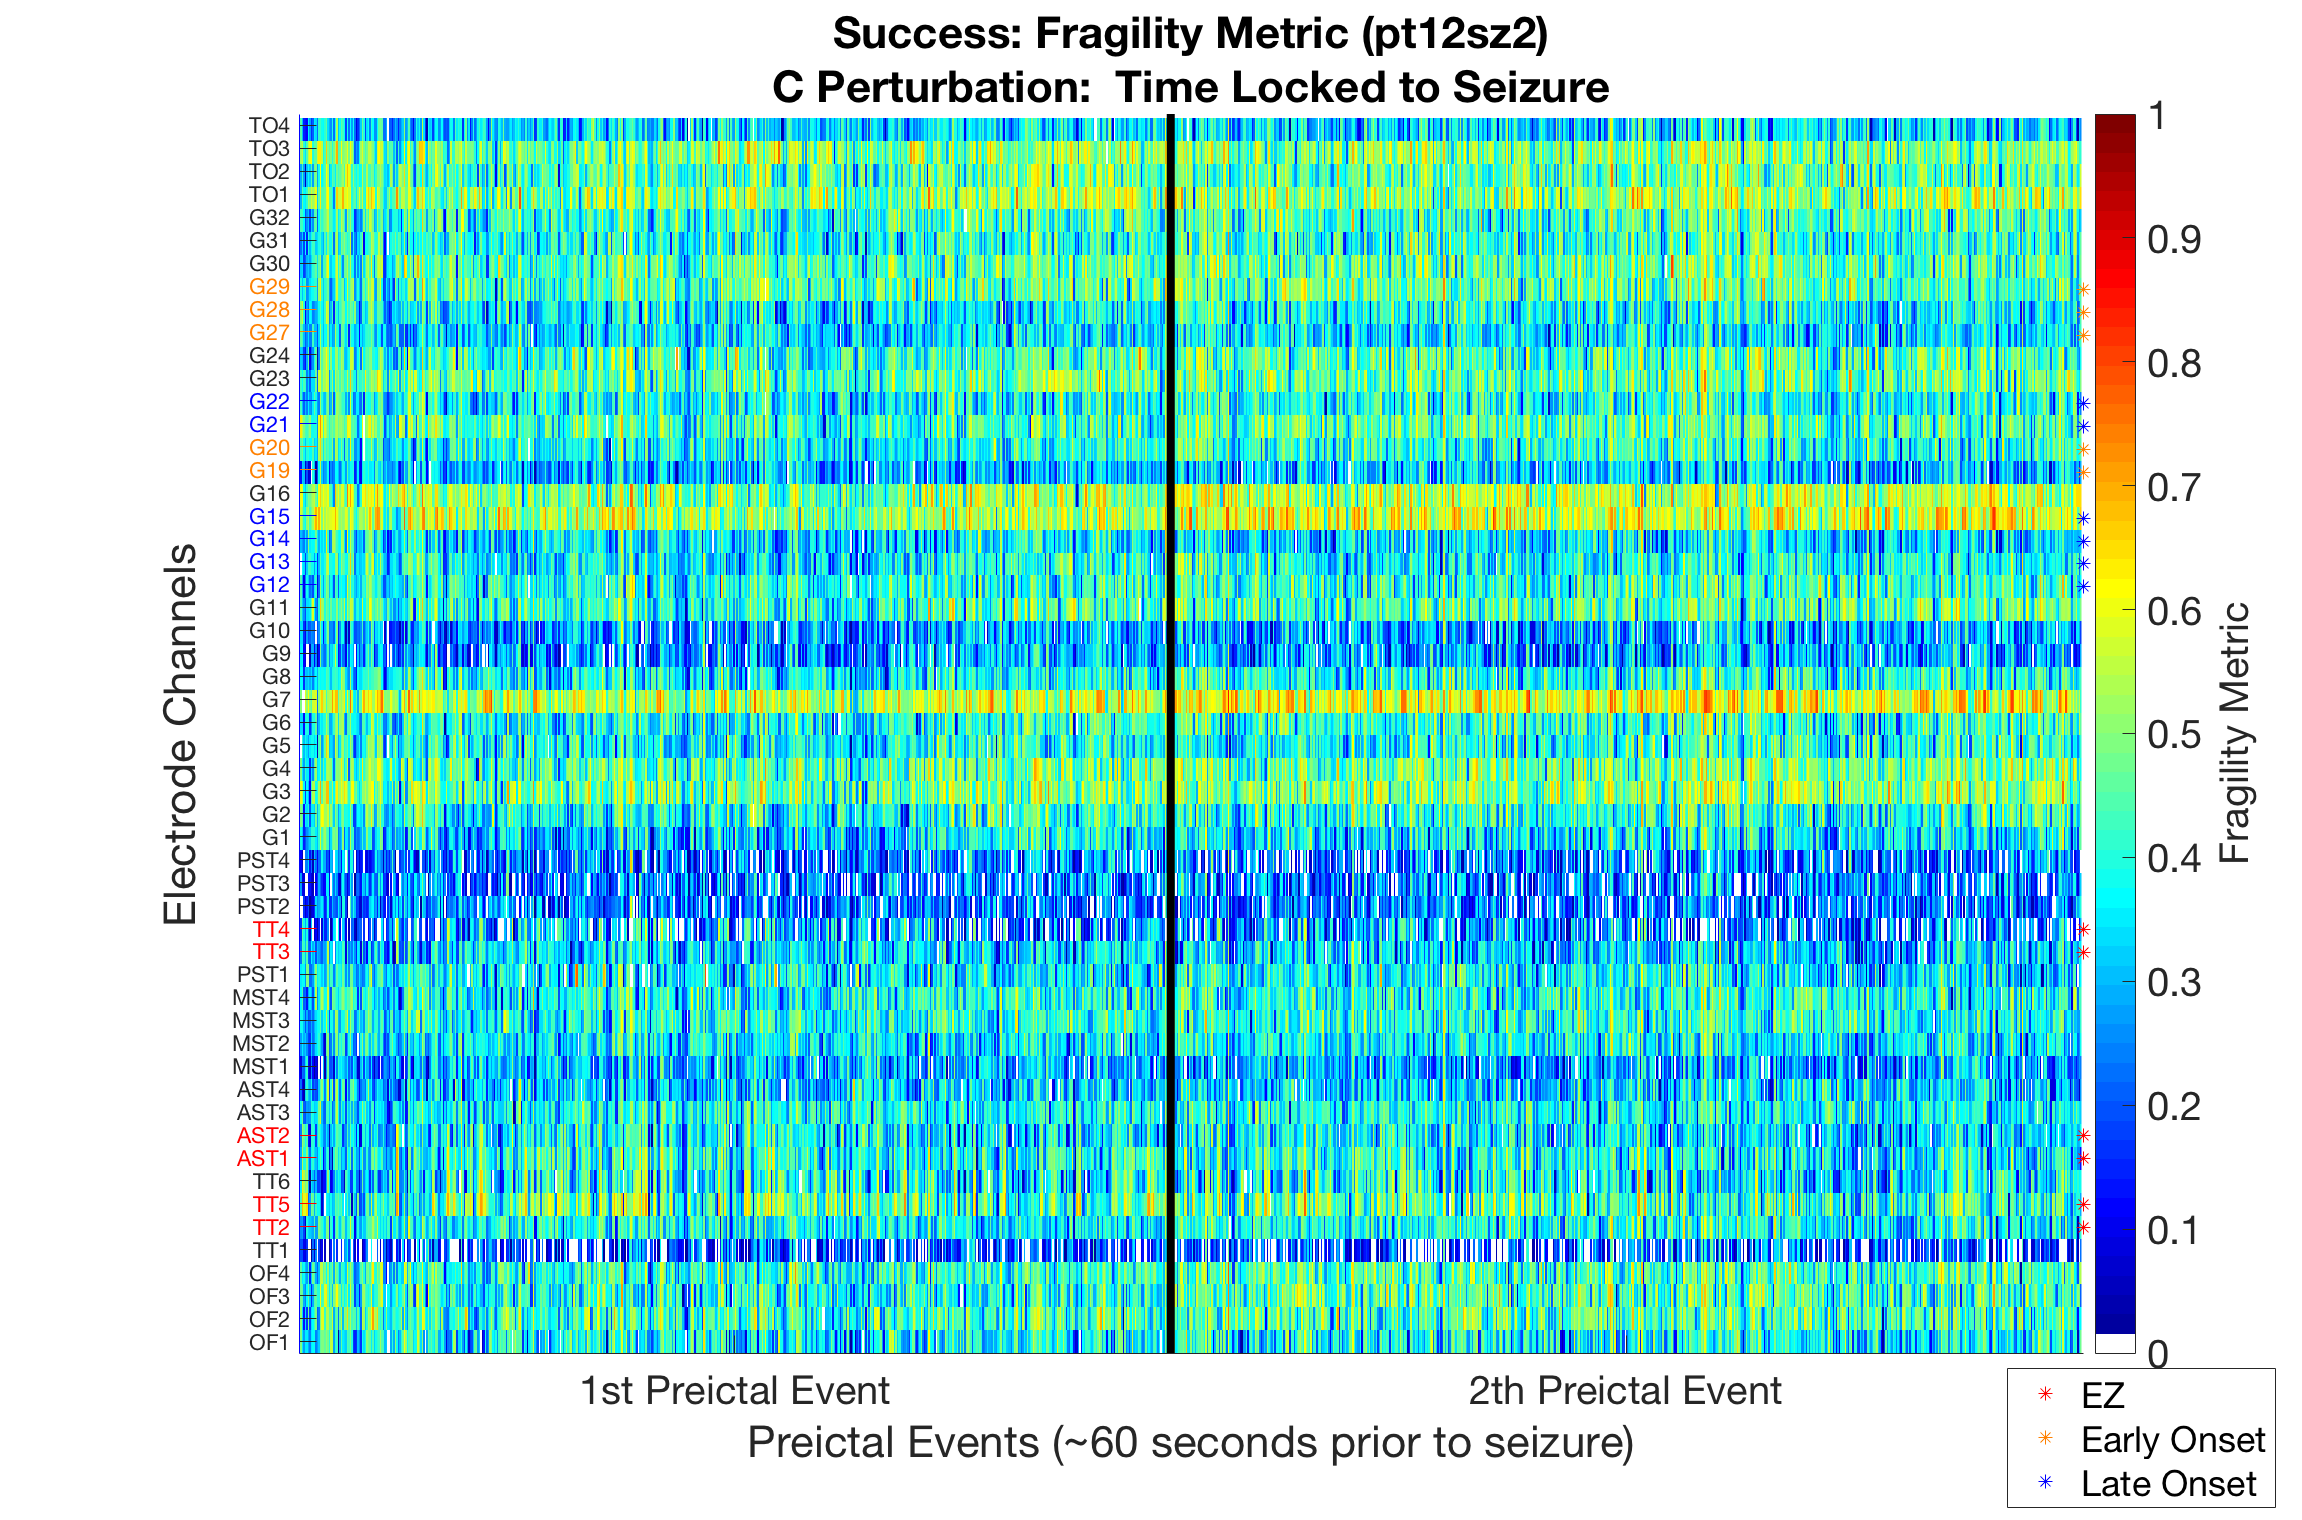 Success: Fragility Metric (pt12sz2)
C Perturbation: Time Locked to Seizure
Electrode Channels
TO4
TO3
TO2
TO1
G32
G31
G30
G29
G28
G27
G24
G23
G22
G21
G20
G19
G16
G15
G14
G13
G12
G11
G10
G9
G8
G7
G6
G5
G4
G3
G2
G1
PST4
PST3
PST2
TT4
TT3
PST1
MST4
MST3
MST2
MST1
AST4
AST3
AST2
AST1
TT6
TT5
TT2
TT1
OF4
OF3
OF2
OF1
1st Preictal Event
2th Preictal Event
Preictal Events (~60 seconds prior to seizure)
1
0.9
0.8
0.7
0.6
0.5
0.4
0.3
0.2
0.1
0
Fragility Metric
EZ
Early Onset
Late Onset